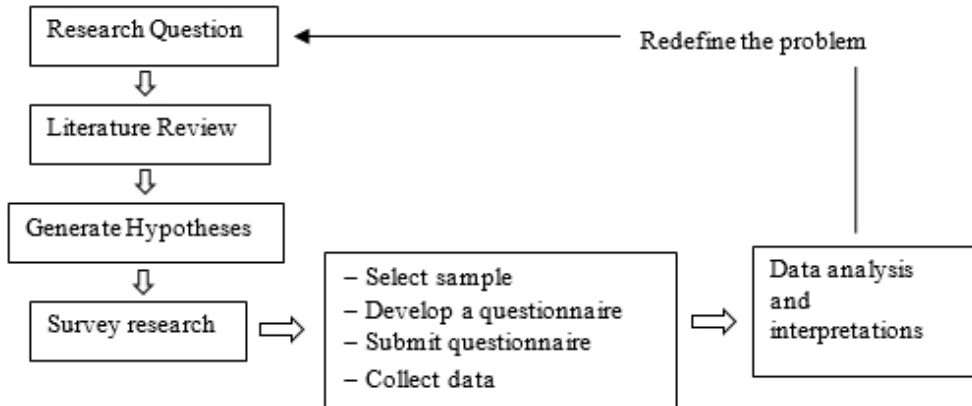 Research Question
Redefine the problem
Literature Review
Generate Hypotheses
Survey research
– Select sample
– Develop a questionnaire
– Submit questionnaire
– Collect data
Data analysis
and
interpretations